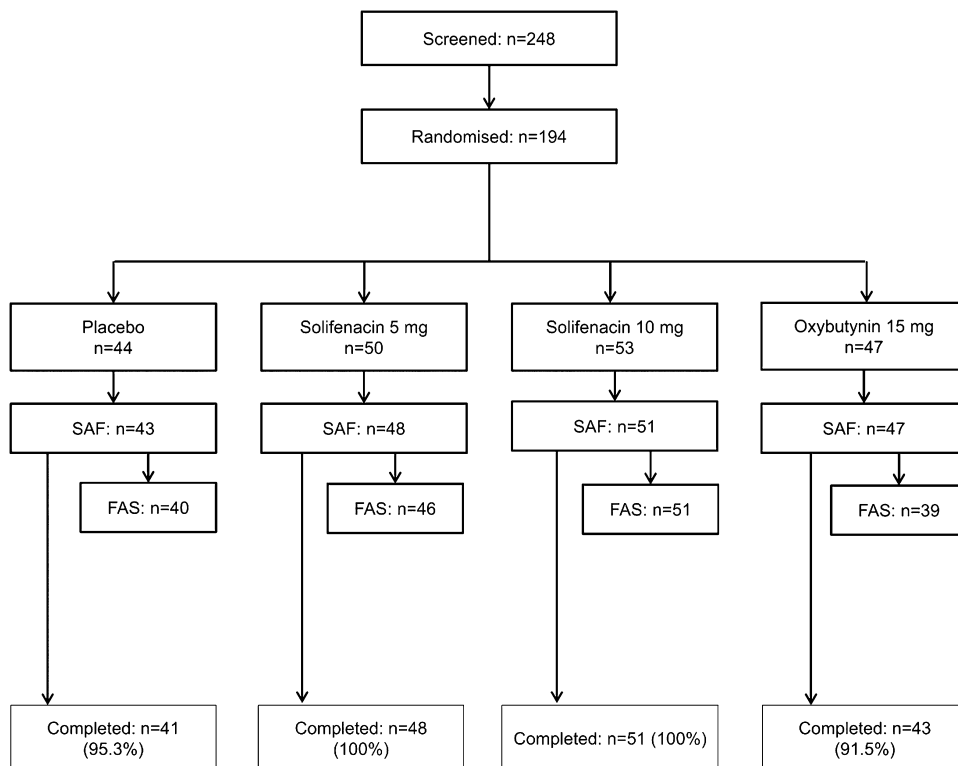 Screened: n=248
Randomised: n=194
Placebo
n=44
Solifenacin 5 mg
n=50
Solifenacin 10 mg
n=53
Oxybutynin 15 mg
n=47
SAF: n=43
SAF: n=48
SAF: n=51
SAF: n=47
FAS: n=40
FAS: n=46
FAS: n=51
FAS: n=39
Completed: n=41
(95.3%)
Completed: n=48
(100%)
Completed: n=51 (100%)
Completed: n=43
(91.5%)